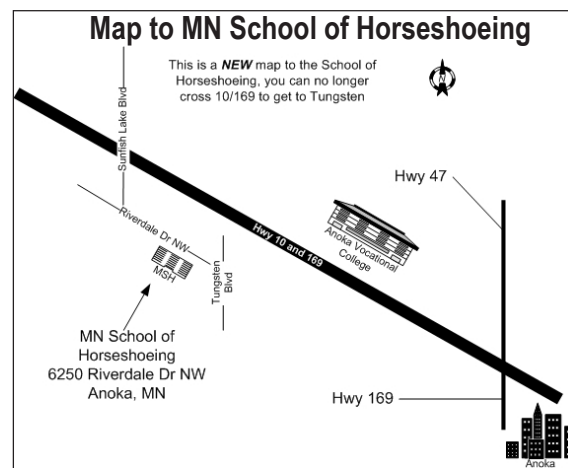 Map to MN School of Horseshoeing
This is a NEW map to the School of
Horseshoeing, you can no longer
cross 10/169 to get to Tungsten
Sunfish Lake Blvd
Hwy 47
Riverdale Dr NW
Hwy 10 and 169
Anoka Vocational
College
MSH
Tungsten
Blvd
MN School of
Horseshoeing
6250 Riverdale Dr NW
Anoka, MN
Hwy 169
Anoka